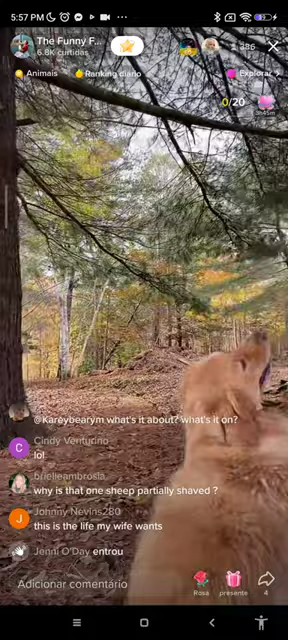 5:57 PM
The Funny F...
6.8K curtidas
386
Animais
Ranking diário
Explorar
0/20
3h45m
@Kareybearym what's it about? what's it on?
Cindy Venturino
lol
brielleambrosia
why is that one sheep partially shaved ?
Johnny Nevins280
this is the life my wife wants
Jenni O'Day entrou
Adicionar comentário
Rosa
presente
4